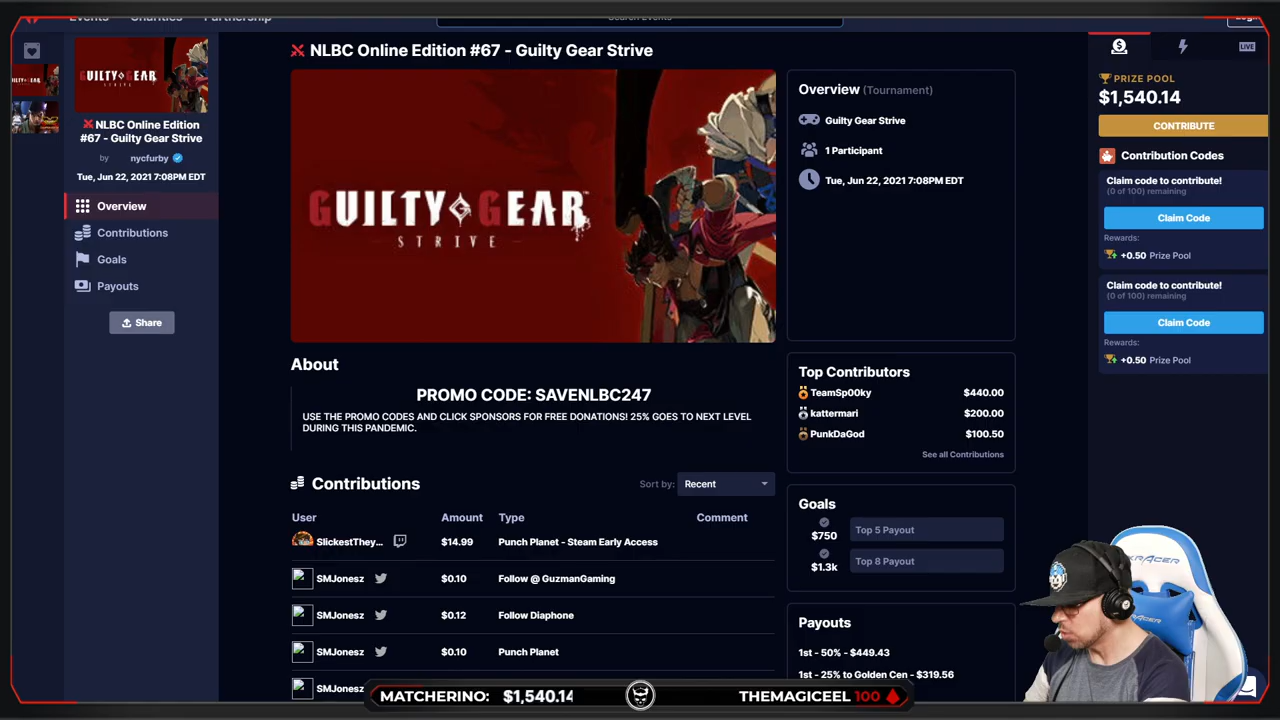 Events Charities Partnership
Search Events
Login
GUILTY GEAR
STRIVE
NLBC Online Edition
#67 - Guilty Gear Strive
by nycfurby
Tue, Jun 22, 2021 7:08PM EDT
Overview
Contributions
Goals
Payouts
Share
NLBC Online Edition #67 - Guilty Gear Strive
GUILTY GEAR
STRIVE
Overview (Tournament)
Guilty Gear Strive
1 Participant
Tue, Jun 22, 2021 7:08PM EDT
About
PROMO CODE: SAVENLBC247
USE THE PROMO CODES AND CLICK SPONSORS FOR FREE DONATIONS! 25% GOES TO NEXT LEVEL
DURING THIS PANDEMIC.
Contributions
Sort by: Recent
User Amount Type Comment
SlickestThey... $14.99 Punch Planet - Steam Early Access
SMJonesz $0.10 Follow @ GuzmanGaming
SMJonesz $0.12 Follow Diaphone
SMJonesz $0.10 Punch Planet
SMJonesz
Top Contributors
TeamSp00ky $440.00
kattermari $200.00
PunkDaGod $100.50
See all Contributions
Goals
$750 Top 5 Payout
$1.3k Top 8 Payout
Payouts
1st - 50% - $449.43
1st - 25% to Golden Cen - $319.56
LIVE
PRIZE POOL
$1,540.14
CONTRIBUTE
Contribution Codes
Claim code to contribute!
(0 of 100) remaining
Claim Code
Rewards:
+0.50 Prize Pool
Claim code to contribute!
(0 of 100) remaining
Claim Code
Rewards:
+0.50 Prize Pool
MATCHERINO: $1,540.14
THEMAGICEEL 100